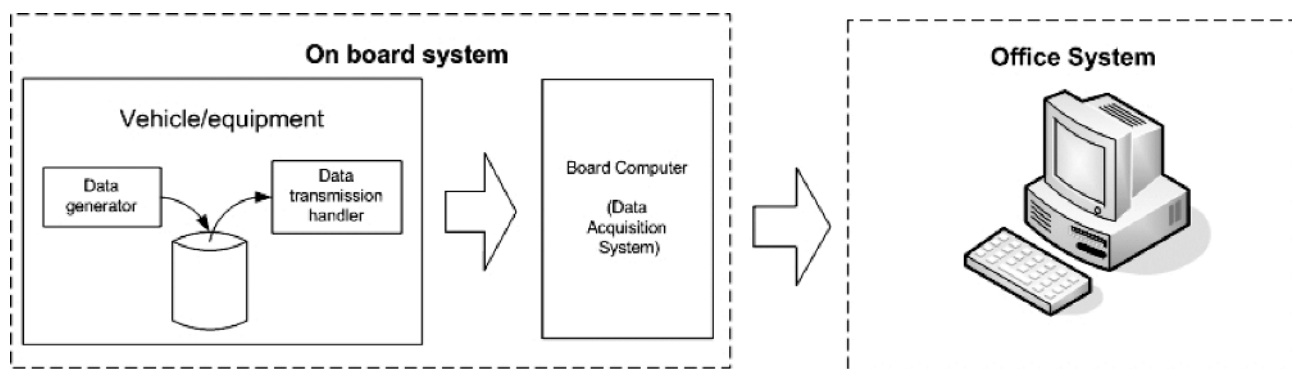 On board system
Vehicle/equipment
Data
generator
Data
transmission
handler
Board Computer
(Data
Acquisition
System)
Office System